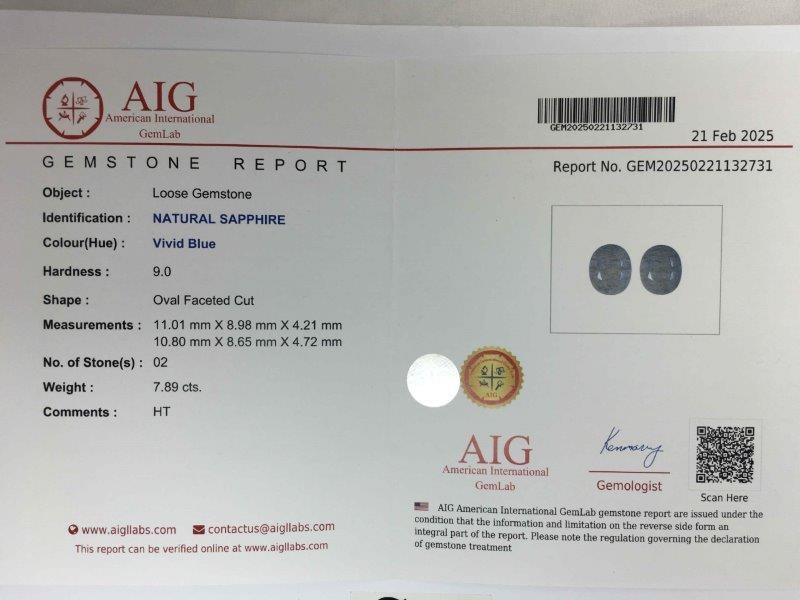 AIG
American International
GemLab
GEMSTONE REPORT
Object : Loose Gemstone
Identification : NATURAL SAPPHIRE
Colour(Hue) : Vivid Blue
Hardness : 9.0
Shape : Oval Faceted Cut
Measurements : 11.01 mm X 8.98 mm X 4.21 mm
10.80 mm X 8.65 mm X 4.72 mm
No. of Stone(s) : 02
Weight : 7.89 cts.
Comments : HT
www.aigllabs.com contactus@aigllabs.com
This report can be verified online at www.aigllabs.com
GEM20250221132731
21 Feb 2025
Report No. GEM20250221132731
AIG
AIG
American International
GemLab
Gemologist
Scan Here
AIG American International GemLab gemstone report are issued under the
condition that the information and limitation on the reverse side form an
integral part of the report. Please note the regulation governing the declaration
of gemstone treatment